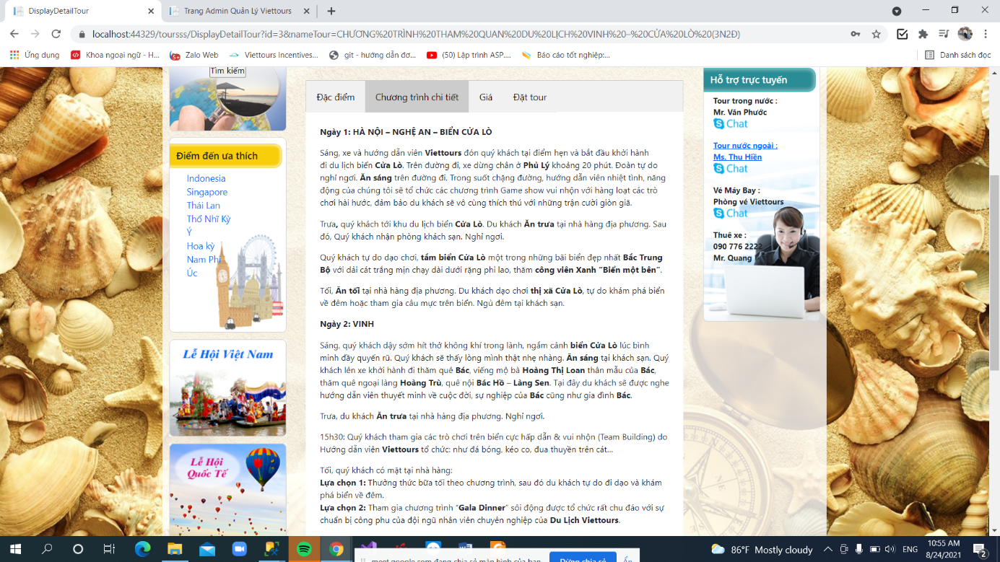 DisplayDetailTour
Trang Admin Quản Lý Viettours
localhost:44329/toursss/DisplayDetailTour?id=3&nameTour=CHƯƠNG%20TRÌNH%20THAM%20QUAN%20DU%20LỊCH%20VINH%20–%20CỬA%20LÒ%20(3N2Đ)
Ứng dụng
Khoa ngoại ngữ - H...
Zalo Web
Viettours Incentives...
git - hướng dẫn đơ...
(50) Lập trình ASP....
Báo cáo tốt nghiệp:...
Danh sách đọc
Tìm kiếm
Điểm đến ưa thích
Indonesia
Singapore
Thái Lan
Thổ Nhĩ Kỳ
Ý
Hoa kỳ
Nam Phi
Úc
Lễ Hội Việt Nam
Lễ Hội
Quốc Tế
Đặc điểm
Chương trình chi tiết
Giá
Đặt tour
Ngày 1: HÀ NỘI – NGHỆ AN – BIỂN CỬA LÒ
Sáng, xe và hướng dẫn viên Viettours đón quý khách tại điểm hẹn và bắt đầu khởi hành
đi du lịch biển Cửa Lò. Trên đường đi, xe dừng chân ở Phủ Lý khoảng 20 phút. Đoàn tự do
nghỉ ngơi. Ăn sáng trên đường đi. Trong suốt chặng đường, hướng dẫn viên nhiệt tình, năng
động của chúng tôi sẽ tổ chức các chương trình Game show vui nhộn với hàng loạt các trò
chơi hài hước, đảm bảo du khách sẽ vô cùng thích thú với những trận cười giòn giã.
Trưa, quý khách tới khu du lịch biển Cửa Lò. Du khách Ăn trưa tại nhà hàng địa phương. Sau
đó, Quý khách nhận phòng khách sạn. Nghỉ ngơi.
Quý khách tự do dạo chơi, tắm biển Cửa Lò một trong những bãi biển đẹp nhất Bắc Trung
Bộ với dải cát trắng mịn chạy dài dưới rặng phi lao, thăm công viên Xanh “Biển một bên”.
Tối, Ăn tối tại nhà hàng địa phương. Du khách dạo chơi thị xã Cửa Lò, tự do khám phá biển
về đêm hoặc tham gia câu mực trên biển. Ngủ đêm tại khách sạn.
Ngày 2: VINH
Sáng, quý khách dậy sớm hít thở không khí trong lành, ngắm cảnh biển Cửa Lò lúc bình
minh đầy quyến rũ. Quý khách sẽ thấy lòng mình thật nhẹ nhàng. Ăn sáng tại khách sạn. Quý
khách lên xe khởi hành đi thăm quê Bác, viếng mộ bà Hoàng Thị Loan thân mẫu của Bác,
thăm quê ngoại làng Hoàng Trù, quê nội Bác Hồ – Làng Sen. Tại đây du khách sẽ được nghe
hướng dẫn viên thuyết minh về cuộc đời, sự nghiệp của Bác cũng như gia đình Bác.
Trưa, du khách Ăn trưa tại nhà hàng địa phương. Nghỉ ngơi.
15h30: Quý khách tham gia các trò chơi trên biển cực hấp dẫn & vui nhộn (Team Building) do
Hướng dẫn viên Viettours tổ chức: như đá bóng, kéo co, đua thuyền trên cát...
Tối, quý khách có mặt tại nhà hàng:
Lựa chọn 1: Thưởng thức bữa tối theo chương trình, sau đó du khách tự do đi dạo và khám
phá biển về đêm.
Lựa chọn 2: Tham gia chương trình “Gala Dinner” sôi động được tổ chức rất chu đáo với sự
chuẩn bị công phu của đội ngũ nhân viên chuyên nghiệp của Du Lịch Viettours.
Hỗ trợ trực tuyến
Tour trong nước :
Mr. Văn Phước
Chat
Tour nước ngoài :
Ms. Thu Hiền
Chat
Vé Máy Bay :
Phòng vé Viettours
Chat
Thuê xe :
090 776 2222
Mr. Quang
meet.google.com đang chia sẻ màn hình của bạn.
Dừng chia sẻ
Ẩn
86°F Mostly cloudy
ENG
10:55 AM
8/24/2021
2